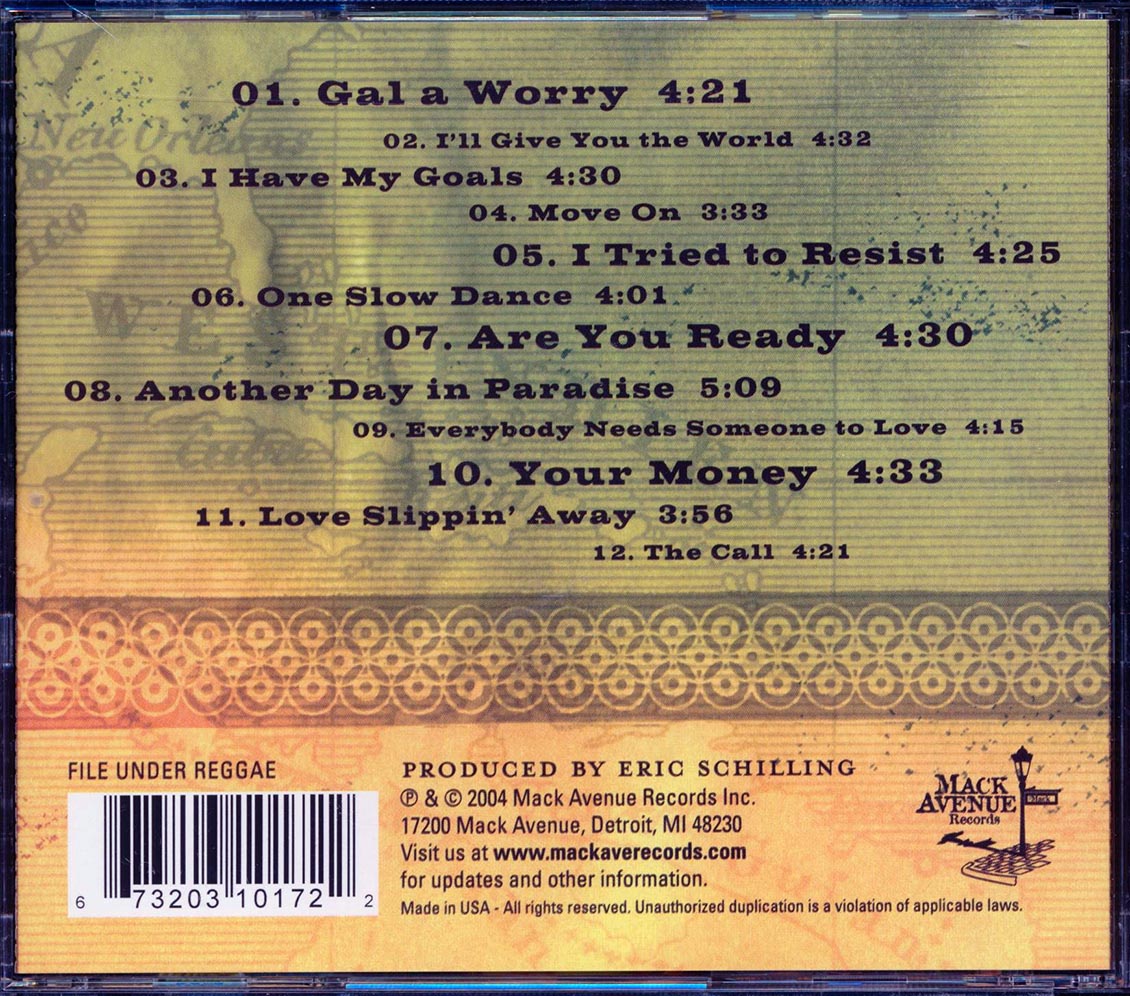 01. Gal a Worry 4:21
02. I'll Give You the World 4:32
03. I Have My Goals 4:30
04. Move On 3:33
05. I Tried to Resist 4:25
06. One Slow Dance 4:01
07. Are You Ready 4:30
08. Another Day in Paradise 5:09
09. Everybody Needs Someone to Love 4:15
10. Your Money 4:33
11. Love Slippin' Away 3:56
12. The Call 4:21
New Orleans
WEST
Cuba
FILE UNDER REGGAE
6 73203 10172 2
PRODUCED BY ERIC SCHILLING
℗ & © 2004 Mack Avenue Records Inc.
17200 Mack Avenue, Detroit, MI 48230
Visit us at www.mackaverecords.com
for updates and other information.
Made in USA - All rights reserved. Unauthorized duplication is a violation of applicable laws.
MACK
AVENUE
Records
Mack